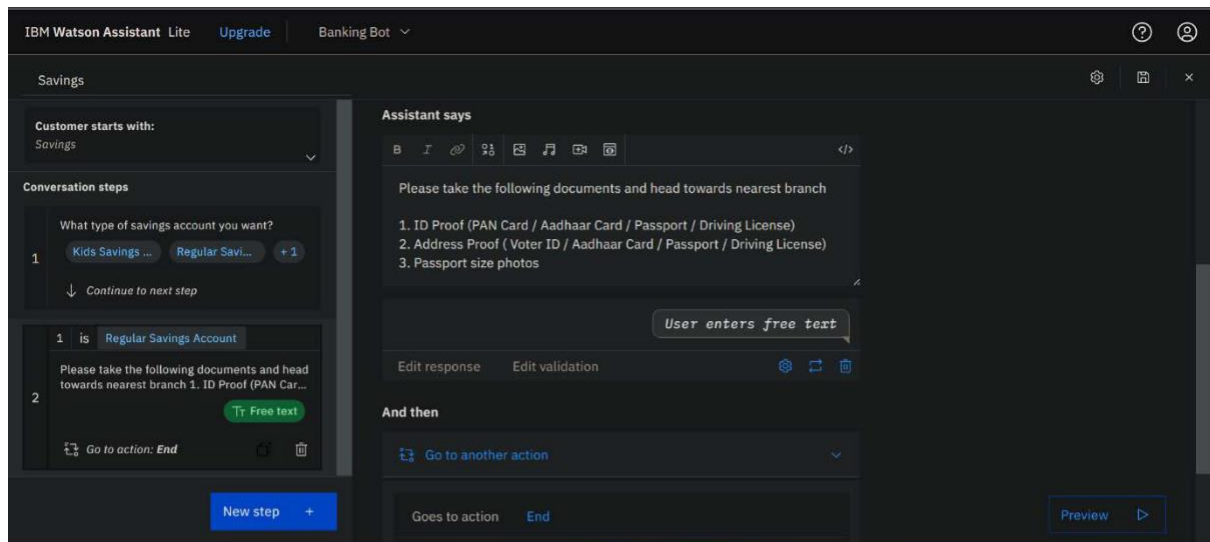 IBM Watson Assistant Lite Upgrade Banking Bot
Savings
Customer starts with:
Savings
Conversation steps
1
What type of savings account you want?
Kids Savings ... Regular Savi... + 1
Continue to next step
2
1 is Regular Savings Account
Please take the following documents and head
towards nearest branch 1. ID Proof (PAN Car...
Free text
Go to action: End
New step +
Assistant says
B I </>
Please take the following documents and head towards nearest branch
1. ID Proof (PAN Card / Aadhaar Card / Passport / Driving License)
2. Address Proof ( Voter ID / Aadhaar Card / Passport / Driving License)
3. Passport size photos
User enters free text
Edit response Edit validation
And then
Go to another action
Goes to action End
Preview